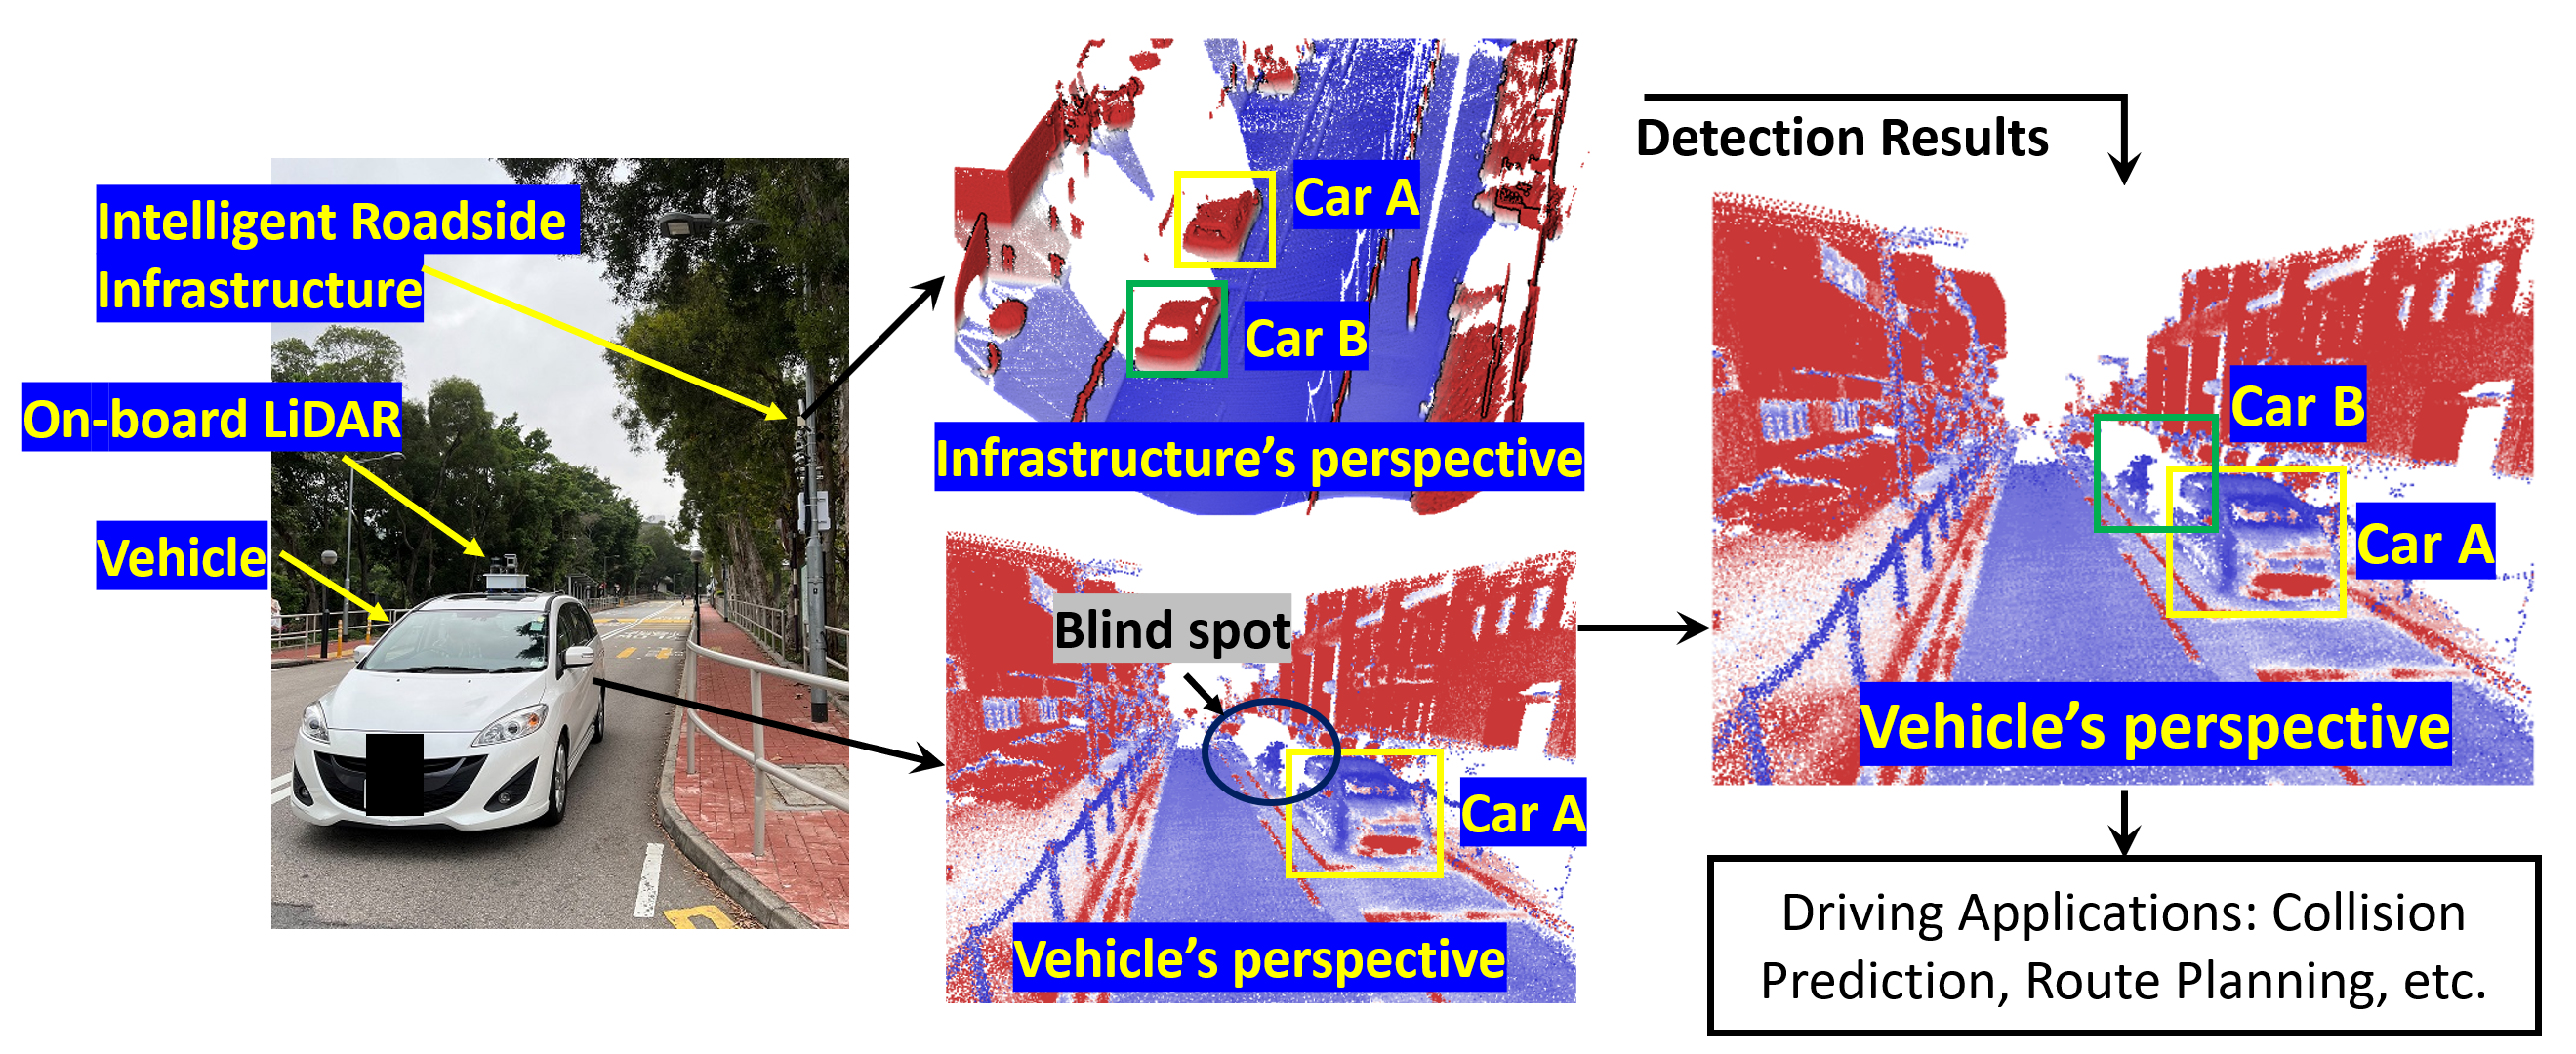 Intelligent Roadside
Infrastructure
On-board LiDAR
Vehicle
Car A
Car B
Infrastructure's perspective
Blind spot
Car A
Vehicle's perspective
Detection Results
Car B
Car A
Vehicle's perspective
Driving Applications: Collision
Prediction, Route Planning, etc.